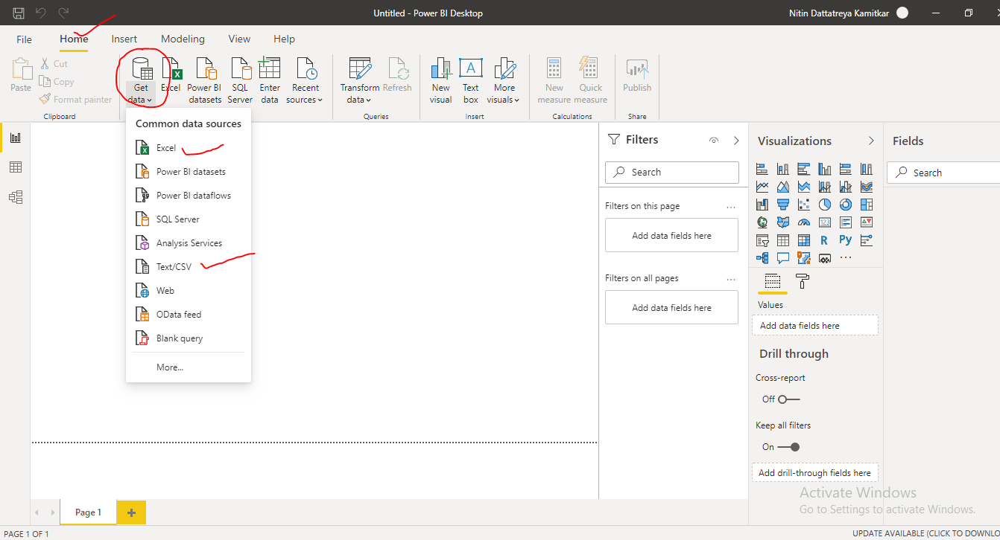 Untitled - Power BI Desktop
Nitin Dattatreya Kamitkar
File Home Insert Modeling View Help
Paste
Cut
Copy
Format painter
Clipboard
Get data
Excel
Power BI datasets
SQL Server
Enter data
Recent sources
Transform data
Refresh
Queries
New visual
Text box
More visuals
Insert
New measure
Quick measure
Calculations
Publish
Share
Common data sources
Excel
Power BI datasets
Power BI dataflows
SQL Server
Analysis Services
Text/CSV
Web
OData feed
Blank query
More...
Filters
Search
Filters on this page ...
Add data fields here
Filters on all pages ...
Add data fields here
Visualizations
123
R
Py
...
Values
Add data fields here
Drill through
Cross-report
Off
Keep all filters
On
Add drill-through fields here
Fields
Search
Activate Windows
Go to Settings to activate Windows.
Page 1
PAGE 1 OF 1
UPDATE AVAILABLE (CLICK TO DOWNLO